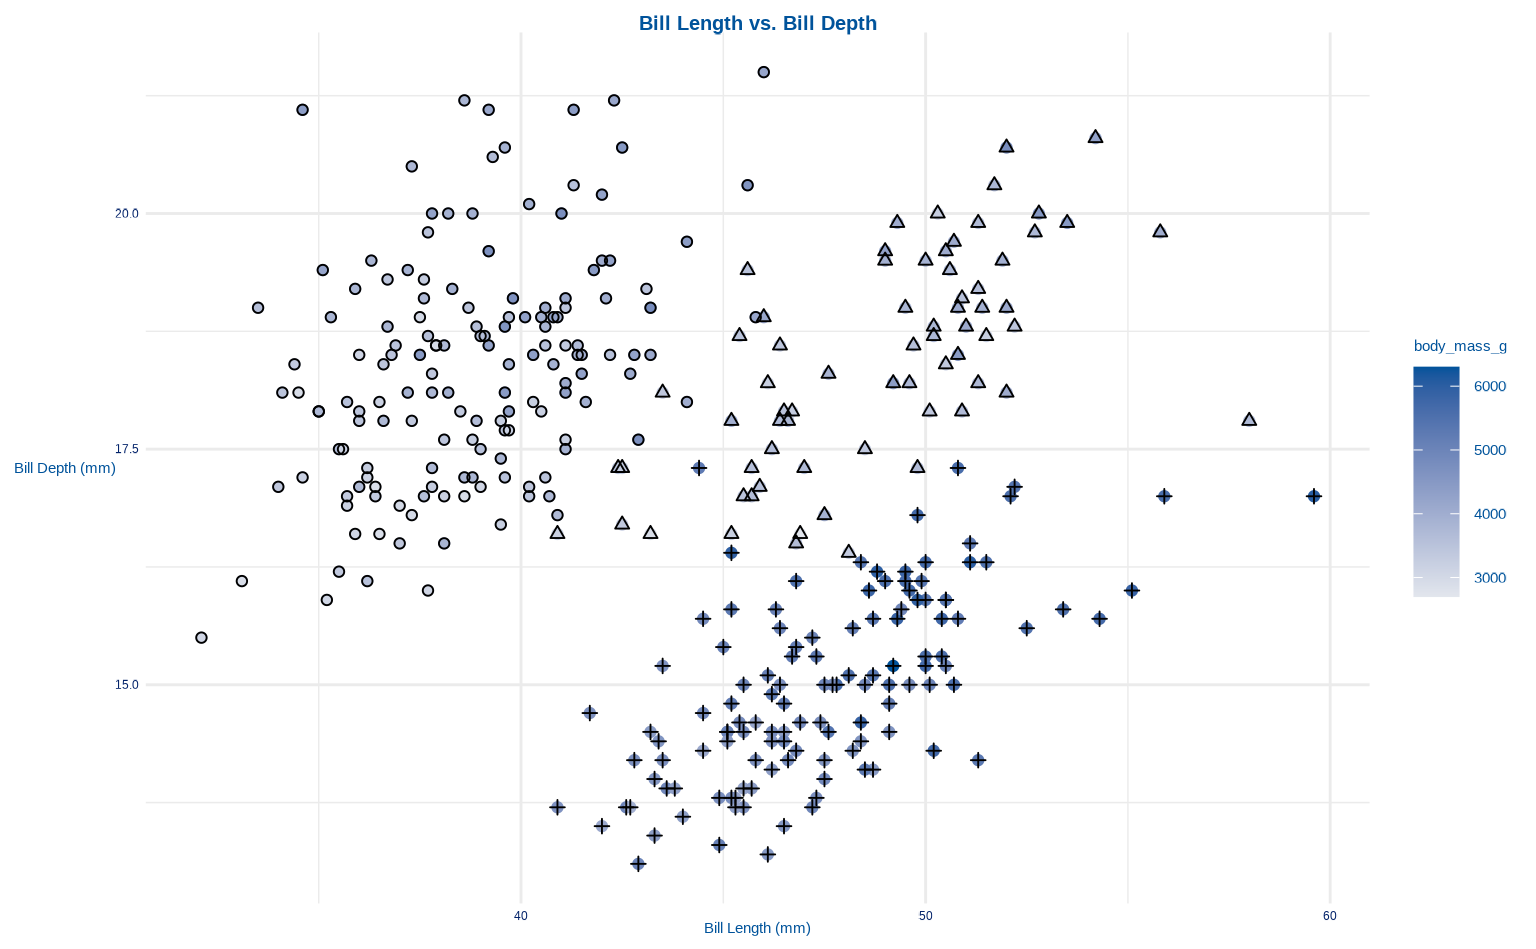 Bill Length vs. Bill Depth
20.0
17.5
15.0
Bill Depth (mm)
40
50
60
Bill Length (mm)
body_mass_g
6000
5000
4000
3000